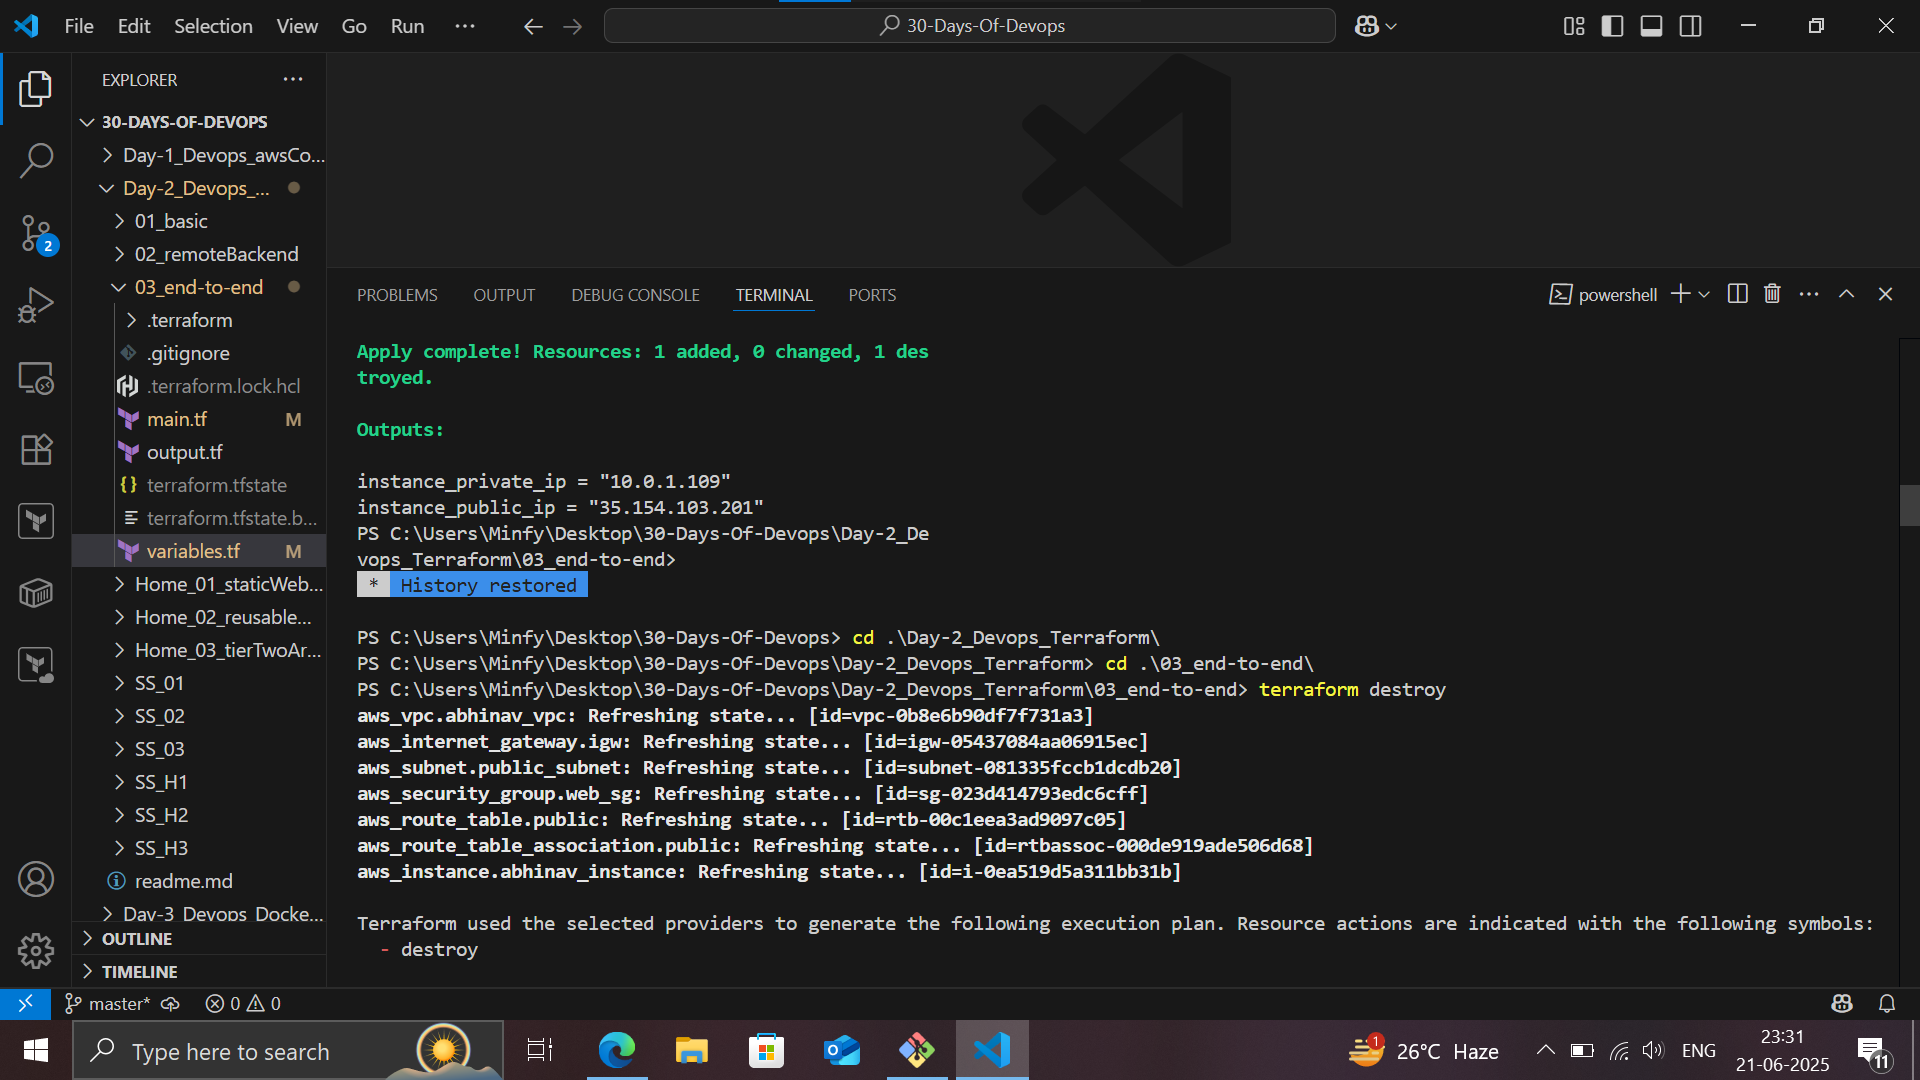 File Edit Selection View Go Run ...
30-Days-Of-Devops
EXPLORER
30-DAYS-OF-DEVOPS
Day-1_Devops_awsCo...
Day-2_Devops_...
01_basic
02_remoteBackend
03_end-to-end
.terraform
.gitignore
.terraform.lock.hcl
main.tf M
output.tf
terraform.tfstate
terraform.tfstate.b...
variables.tf M
Home_01_staticWeb...
Home_02_reusable...
Home_03_tierTwoAr...
SS_01
SS_02
SS_03
SS_H1
SS_H2
SS_H3
readme.md
Day-3_Devops_Docke...
OUTLINE
TIMELINE
2
PROBLEMS OUTPUT DEBUG CONSOLE TERMINAL PORTS
powershell
Apply complete! Resources: 1 added, 0 changed, 1 des
troyed.
Outputs:
instance_private_ip = "10.0.1.109"
instance_public_ip = "35.154.103.201"
PS C:\Users\Minfy\Desktop\30-Days-Of-Devops\Day-2_De
vops_Terraform\03_end-to-end>
* History restored
PS C:\Users\Minfy\Desktop\30-Days-Of-Devops> cd .\Day-2_Devops_Terraform\
PS C:\Users\Minfy\Desktop\30-Days-Of-Devops\Day-2_Devops_Terraform> cd .\03_end-to-end\
PS C:\Users\Minfy\Desktop\30-Days-Of-Devops\Day-2_Devops_Terraform\03_end-to-end> terraform destroy
aws_vpc.abhinav_vpc: Refreshing state... [id=vpc-0b8e6b90df7f731a3]
aws_internet_gateway.igw: Refreshing state... [id=igw-05437084aa06915ec]
aws_subnet.public_subnet: Refreshing state... [id=subnet-081335fccb1dcdb20]
aws_security_group.web_sg: Refreshing state... [id=sg-023d414793edc6cff]
aws_route_table.public: Refreshing state... [id=rtb-00c1eea3ad9097c05]
aws_route_table_association.public: Refreshing state... [id=rtbassoc-000de919ade506d68]
aws_instance.abhinav_instance: Refreshing state... [id=i-0ea519d5a311bb31b]
Terraform used the selected providers to generate the following execution plan. Resource actions are indicated with the following symbols:
- destroy
master* 0 0
Type here to search
1 26°C Haze
ENG
23:31
21-06-2025
11